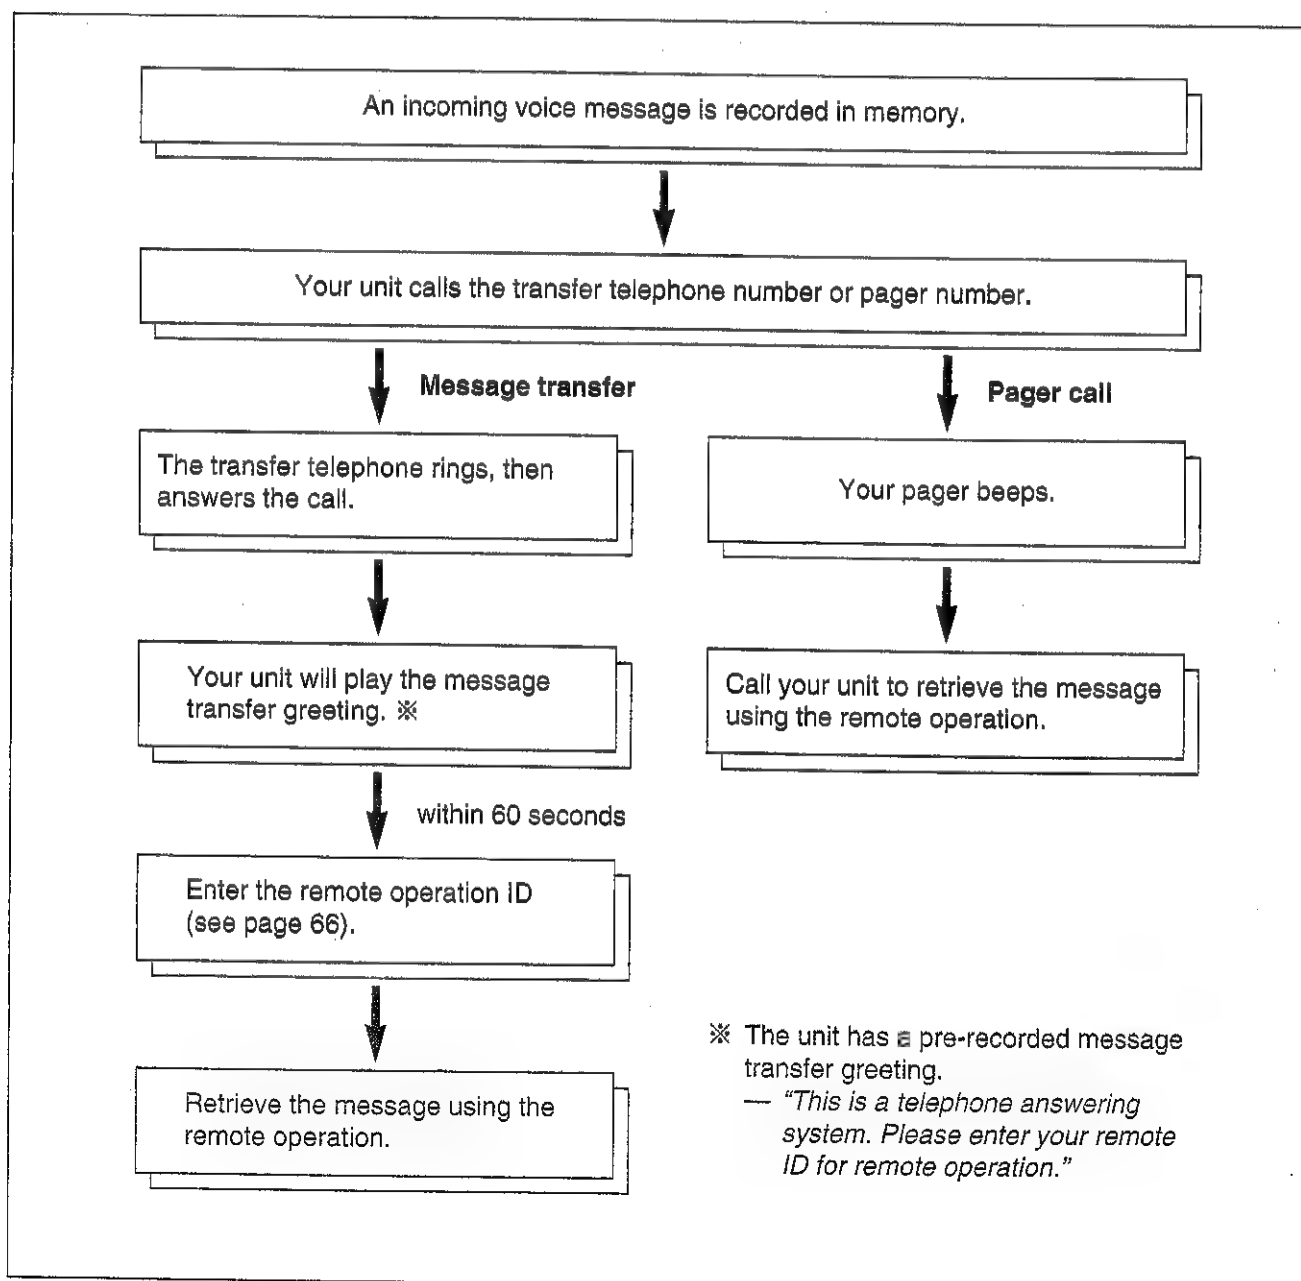 An incoming voice message is recorded in memory.
Your unit calls the transfer telephone number or pager number.
Message transfer
The transfer telephone rings, then
answers the call.
Your unit will play the message
transfer greeting. ※
within 60 seconds
Enter the remote operation ID
(see page 66).
Retrieve the message using the
remote operation.
Pager call
Your pager beeps.
Call your unit to retrieve the message
using the remote operation.
※ The unit has a pre-recorded message
transfer greeting.
— “This is a telephone answering
system. Please enter your remote
ID for remote operation.”